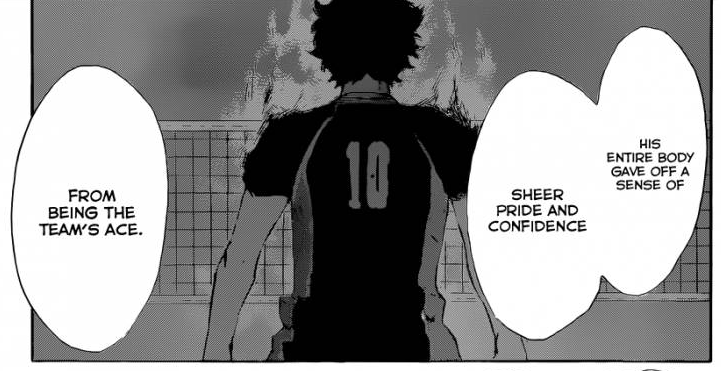 HIS
ENTIRE BODY
GAVE OFF A
SENSE OF
SHEER
PRIDE AND
CONFIDENCE
10
FROM
BEING THE
TEAM'S ACE.